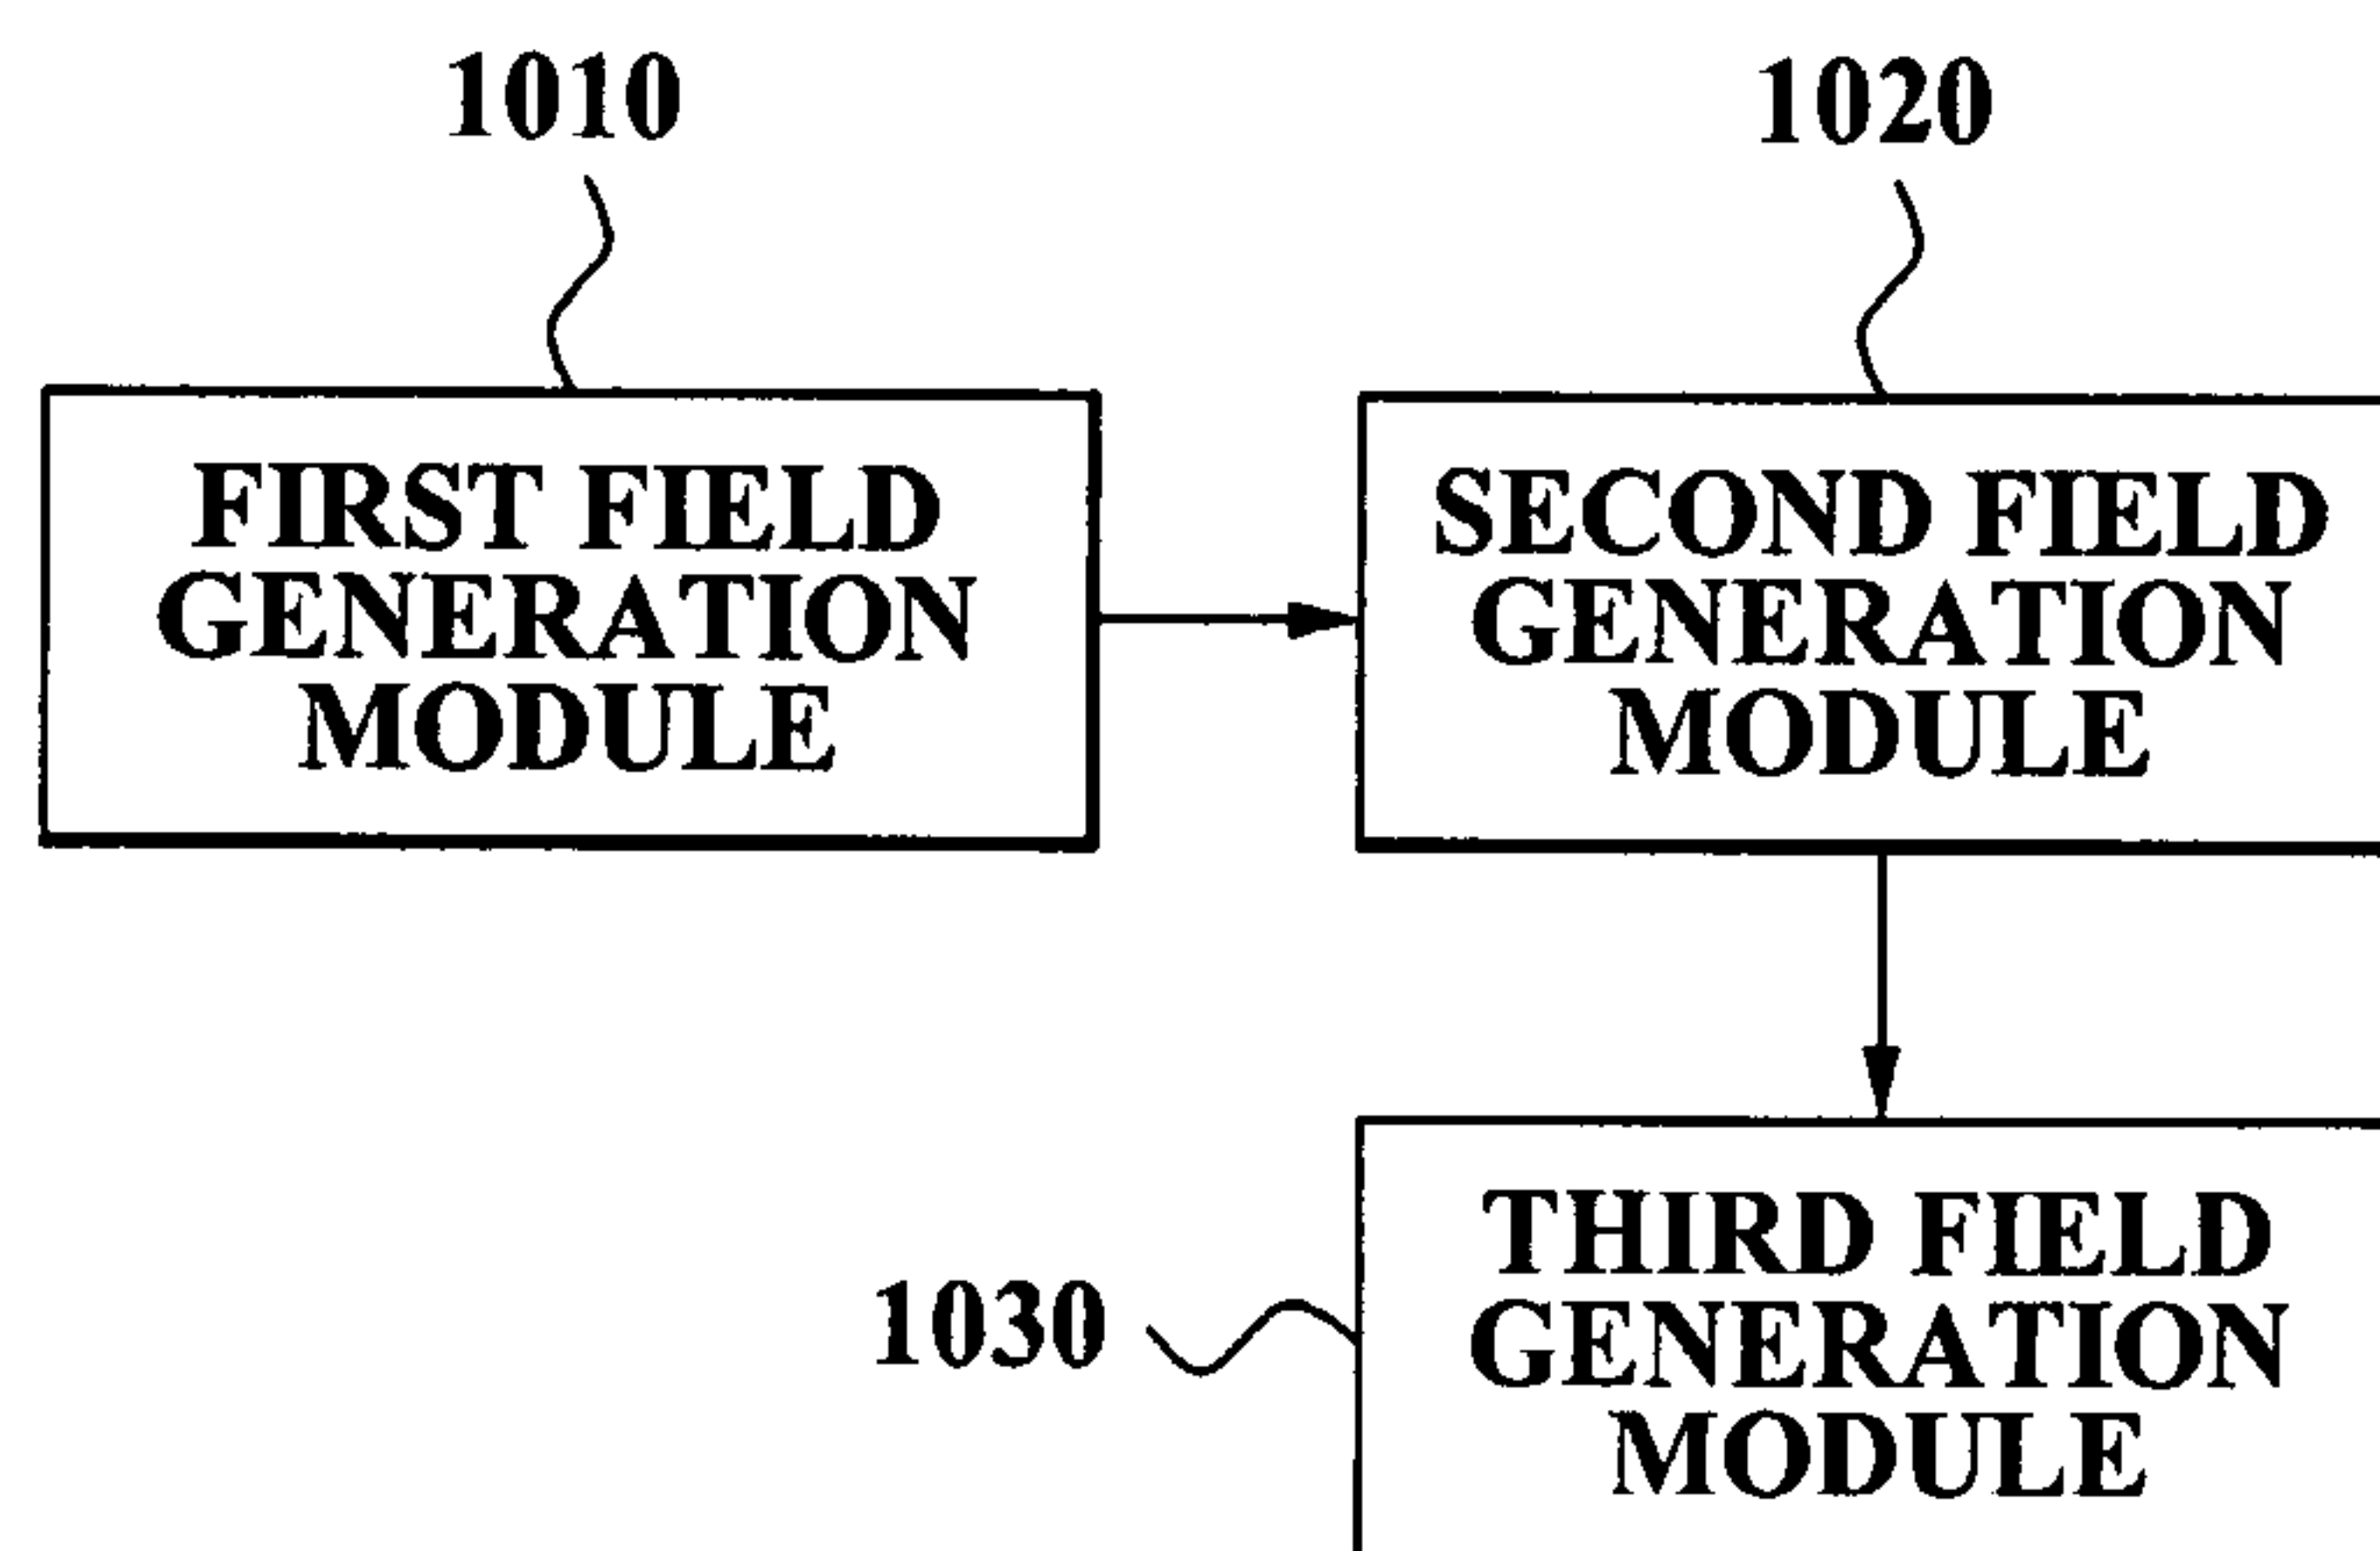 1010
1020
FIRST FIELD
GENERATION
MODULE
SECOND FIELD
GENERATION
MODULE
1030
THIRD FIELD
GENERATION
MODULE